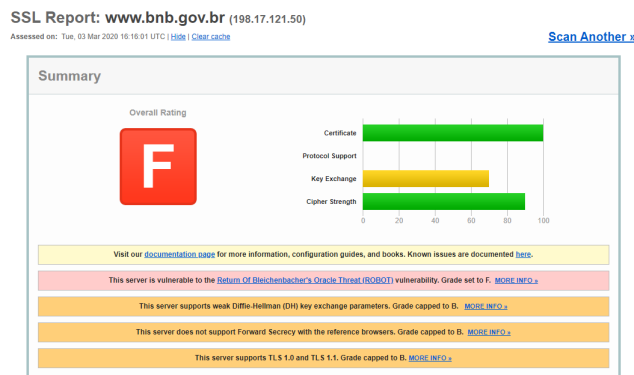 SSL Report: www.bnb.gov.br (198.17.121.50)
Assessed on: Tue, 03 Mar 2020 16:16:01 UTC | Hide | Clear cache
Scan Another »
Summary
Overall Rating
F
Certificate
Protocol Support
Key Exchange
Cipher Strength
0 20 40 60 80 100
Visit our documentation page for more information, configuration guides, and books. Known issues are documented here.
This server is vulnerable to the Return Of Bleichenbacher's Oracle Threat (ROBOT) vulnerability. Grade set to F. MORE INFO »
This server supports weak Diffie-Hellman (DH) key exchange parameters. Grade capped to B. MORE INFO »
This server does not support Forward Secrecy with the reference browsers. Grade capped to B. MORE INFO »
This server supports TLS 1.0 and TLS 1.1. Grade capped to B. MORE INFO »